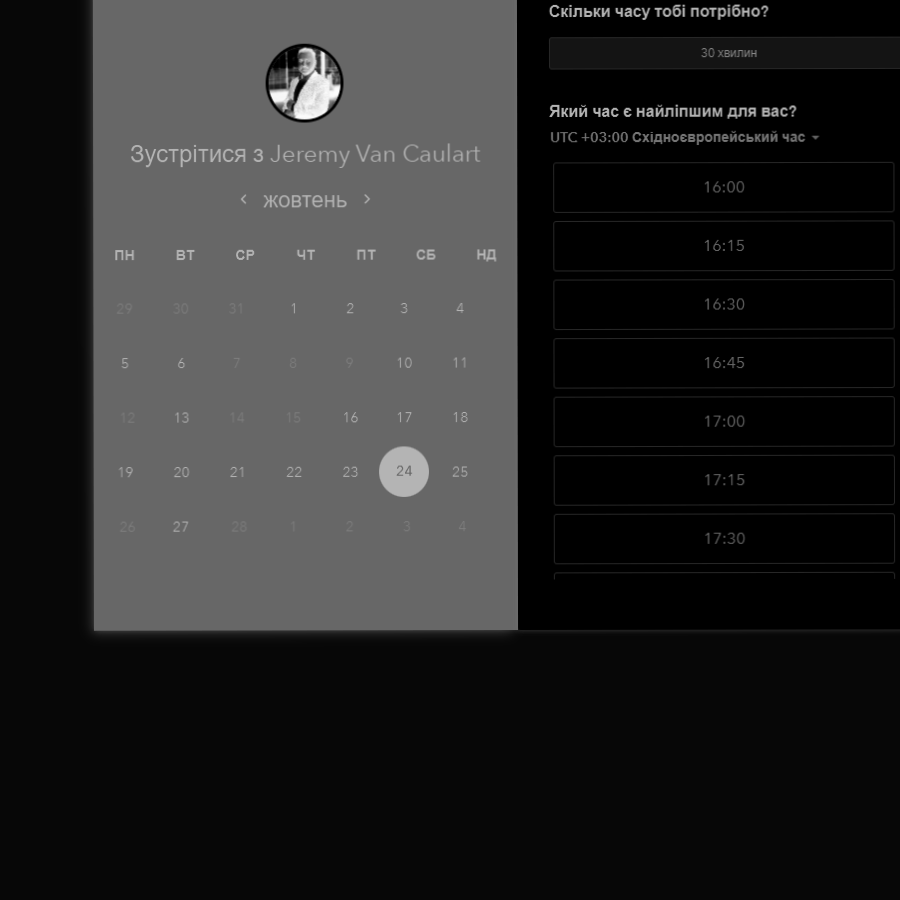 Зустрітися з Jeremy Van Caulart
‹ жовтень ›
ПН ВТ СР ЧТ ПТ СБ НД
29 30 31 1 2 3 4
5 6 7 8 9 10 11
12 13 14 15 16 17 18
19 20 21 22 23 24 25
26 27 28 1 2 3 4
Скільки часу тобі потрібно?
30 хвилин
Який час є найліпшим для вас?
UTC +03:00 Східноєвропейський час
16:00
16:15
16:30
16:45
17:00
17:15
17:30